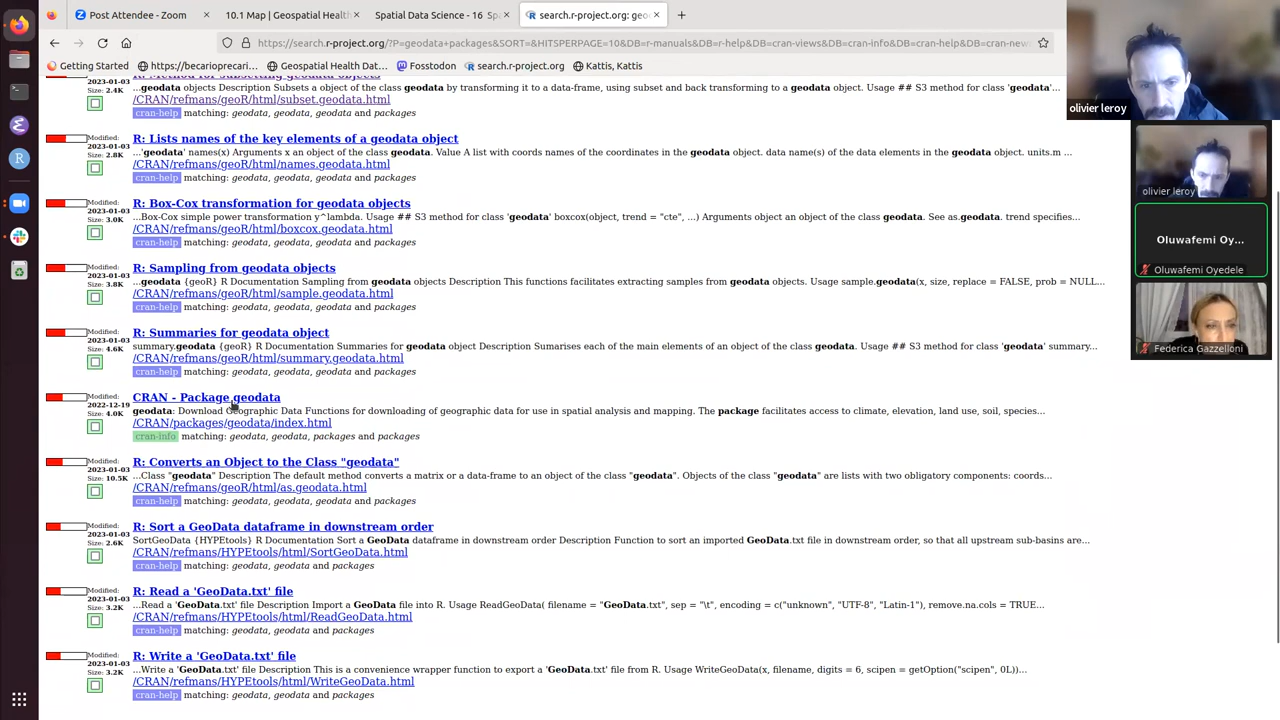 Post Attendee - Zoom
10.1 Map | Geospatial Health
Spatial Data Science - 16 Sp
search.r-project.org: geo
https://search.r-project.org/?P=geodata+packages&SORT=&HITSPERPAGE=10&DB=r-manuals&DB=r-help&DB=cran-views&DB=cran-info&DB=cran-help&DB=cran-new
Getting Started
https://becarioprecari...
Geospatial Health Dat...
Fosstodon
search.r-project.org
Kattis, Kattis
R: Method for subsetting geodata objects
2023-01-03
Size: 2.4K
...geodata objects Description Subsets a object of the class geodata by transforming it to a data-frame, using subset and back transforming to a geodata object. Usage ## S3 method for class 'geodata'...
/CRAN/refmans/geoR/html/subset.geodata.html
cran-help matching: geodata, geodata, packages and packages
Modified:
2023-01-03
Size: 2.8K
R: Lists names of the key elements of a geodata object
...'geodata' names(x) Arguments x an object of the class geodata. Value A list with coords names of the coordinates in the geodata object. data name(s) of the data elements in the geodata object. units.m ...
/CRAN/refmans/geoR/html/names.geodata.html
cran-help matching: geodata, geodata, packages and packages
Modified:
2023-01-03
Size: 3.0K
R: Box-Cox transformation for geodata objects
...Box-Cox simple power transformation y^lambda. Usage ## S3 method for class 'geodata' boxcox(object, trend = "cte", ...) Arguments object an object of the class geodata. See as.geodata. trend specifies...
/CRAN/refmans/geoR/html/boxcox.geodata.html
cran-help matching: geodata, geodata, packages and packages
Modified:
2023-01-03
Size: 3.8K
R: Sampling from geodata objects
...geodata {geoR} R Documentation Sampling from geodata objects Description This functions facilitates extracting samples from geodata objects. Usage sample.geodata(x, size, replace = FALSE, prob = NULL...
/CRAN/refmans/geoR/html/sample.geodata.html
cran-help matching: geodata, geodata, packages and packages
Modified:
2023-01-03
Size: 4.6K
R: Summaries for geodata object
summary.geodata {geoR} R Documentation Summaries for geodata object Description Sumarises each of the main elements of an object of the class geodata. Usage ## S3 method for class 'geodata' summary...
/CRAN/refmans/geoR/html/summary.geodata.html
cran-help matching: geodata, geodata, packages and packages
Modified:
2022-12-19
Size: 4.0K
CRAN - Package geodata
geodata: Download Geographic Data Functions for downloading of geographic data for use in spatial analysis and mapping. The package facilitates access to climate, elevation, land use, soil, species...
/CRAN/packages/geodata/index.html
cran-info matching: geodata, geodata, packages and packages
Modified:
2023-01-03
Size: 10.5K
R: Converts an Object to the Class "geodata"
...Class "geodata" Description The default method converts a matrix or a data-frame to an object of the class "geodata". Objects of the class "geodata" are lists with two obligatory components: coords...
/CRAN/refmans/geoR/html/as.geodata.html
cran-help matching: geodata, geodata, packages and packages
Modified:
2023-01-03
Size: 2.6K
R: Sort a GeoData dataframe in downstream order
SortGeoData {HYPEtools} R Documentation Sort a GeoData dataframe in downstream order Description Function to sort an imported GeoData.txt file in downstream order, so that all upstream sub-basins are...
/CRAN/refmans/HYPEtools/html/SortGeoData.html
cran-help matching: geodata, geodata, packages and packages
Modified:
2023-01-03
Size: 3.2K
R: Read a 'GeoData.txt' file
...Read a 'GeoData.txt' file Description Import a GeoData file into R. Usage ReadGeoData( filename = "GeoData.txt", sep = "\t", encoding = c("unknown", "UTF-8", "Latin-1"), remove.na.cols = TRUE...
/CRAN/refmans/HYPEtools/html/ReadGeoData.html
cran-help matching: geodata, geodata, packages and packages
Modified:
2023-01-03
Size: 3.2K
R: Write a 'GeoData.txt' file
...Write a 'GeoData.txt' file Description This is a convenience wrapper function to export a 'GeoData.txt' file from R. Usage WriteGeoData(x, filename, digits = 6, scipen = getOption("scipen", 0L))...
/CRAN/refmans/HYPEtools/html/WriteGeoData.html
cran-help matching: geodata, geodata, packages and packages
olivier leroy
olivier leroy
Oluwafemi Oy...
Oluwafemi Oyedele
Federica Gazzelloni